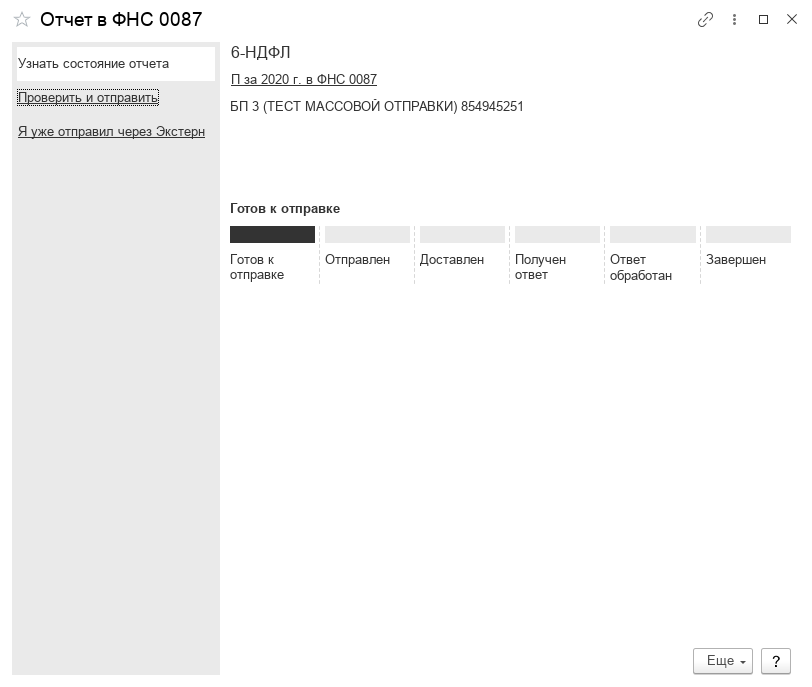 Отчет в ФНС 0087
Узнать состояние отчета
Проверить и отправить
Я уже отправил через Экстерн
6-НДФЛ
П за 2020 г. в ФНС 0087
БП 3 (ТЕСТ МАССОВОЙ ОТПРАВКИ) 854945251
Готов к отправке
Готов к
отправке
Отправлен
Доставлен
Получен
ответ
Ответ
обработан
Завершен
Еще
?